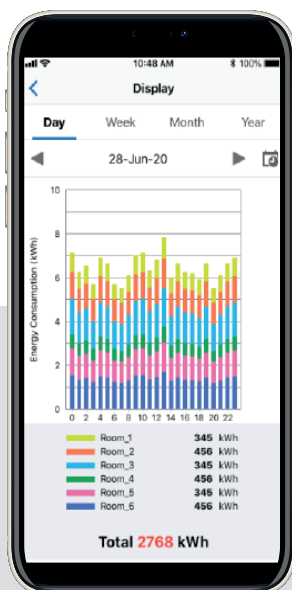 10:48 AM 100%
Display
Day Week Month Year
28-Jun-20
Energy Consumption (kWh)
10
8
6
4
2
0
0 2 4 6 8 10 12 14 16 18 20 22
Room_1 345 kWh
Room_2 456 kWh
Room_3 345 kWh
Room_4 456 kWh
Room_5 345 kWh
Room_6 456 kWh
Total 2768 kWh